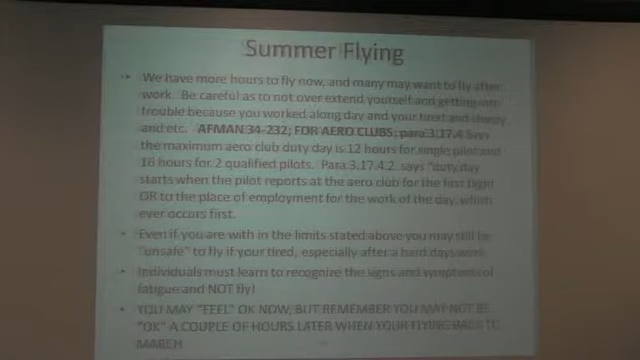 Summer Flying
• We have more hours to fly now, and many may want to fly after
work. Be careful as to not over extend yourself and getting into
trouble because you worked along day and your tired and sleepy
and etc. AFMAN 34-232; FOR AERO CLUBS; para:3.17.4 Says
the maximum aero club duty day is 12 hours for single pilot and
16 hours for 2 qualified pilots. Para:3.17.4.2 says "duty day
starts when the pilot reports at the aero club for the first flight
OR to the place of employment for the work of the day, which
ever occurs first.
• Even if you are with in the limits stated above you may still be
"unsafe" to fly if your tired, especially after a hard days work.
• Individuals must learn to recognize the signs and symptoms of
fatigue and NOT fly!
• YOU MAY "FEEL" OK NOW, BUT REMEMBER YOU MAY NOT BE
"OK" A COUPLE OF HOURS LATER WHEN YOUR FLYING BACK TO
MARCH